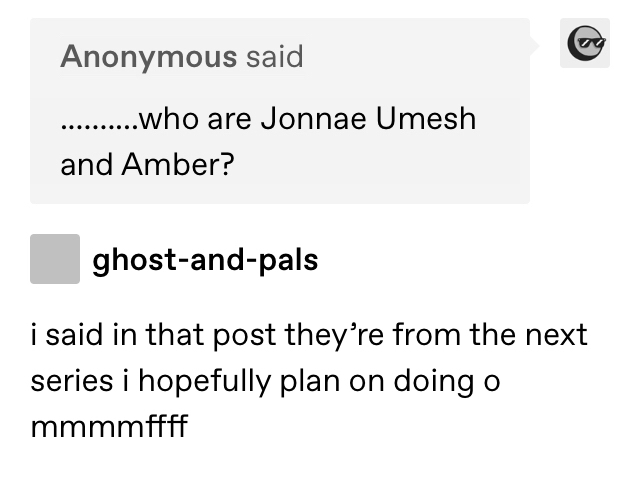 Anonymous said
..........who are Jonnae Umesh
and Amber?
ghost-and-pals
i said in that post they’re from the next
series i hopefully plan on doing o
mmmmffff